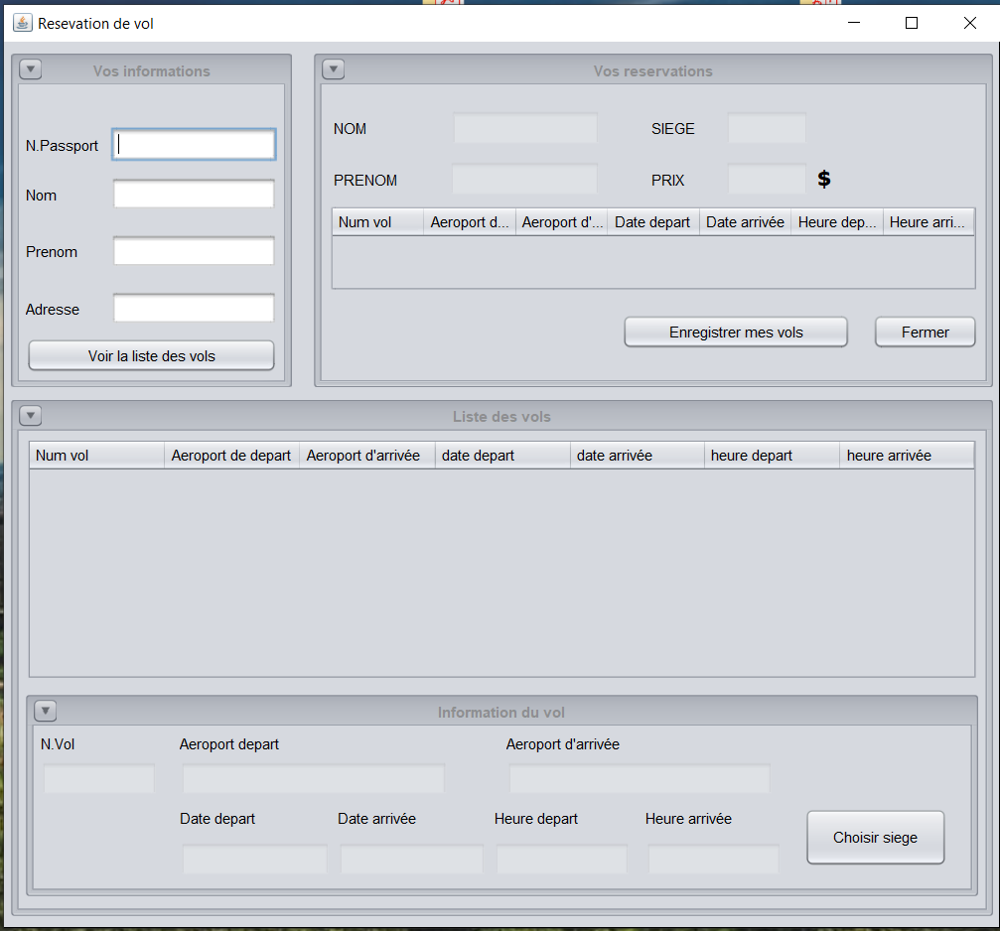 Resevation de vol
Vos informations
N.Passport
Nom
Prenom
Adresse
Voir la liste des vols
Vos reservations
NOM
SIEGE
PRENOM
PRIX $
Num vol Aeroport d... Aeroport d'... Date depart Date arrivée Heure dep... Heure arri...
Enregistrer mes vols Fermer
Liste des vols
Num vol Aeroport de depart Aeroport d'arrivée date depart date arrivée heure depart heure arrivée
Information du vol
N.Vol Aeroport depart Aeroport d'arrivée
Date depart Date arrivée Heure depart Heure arrivée
Choisir siege